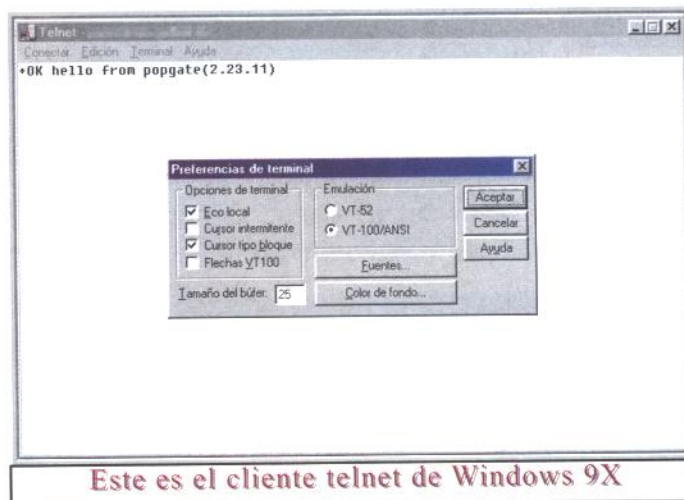 Telnet
Conectar Edición Terminal Ayuda
+OK hello from popgate(2.23.11)
Preferencias de terminal
Opciones de terminal
Eco local
Cursor intermitente
Cursor tipo bloque
Flechas VT100
Tamaño del búfer: 25
Emulación
VT-52
VT-100/ANSI
Fuentes...
Color de fondo...
Aceptar
Cancelar
Ayuda
Este es el cliente telnet de Windows 9X